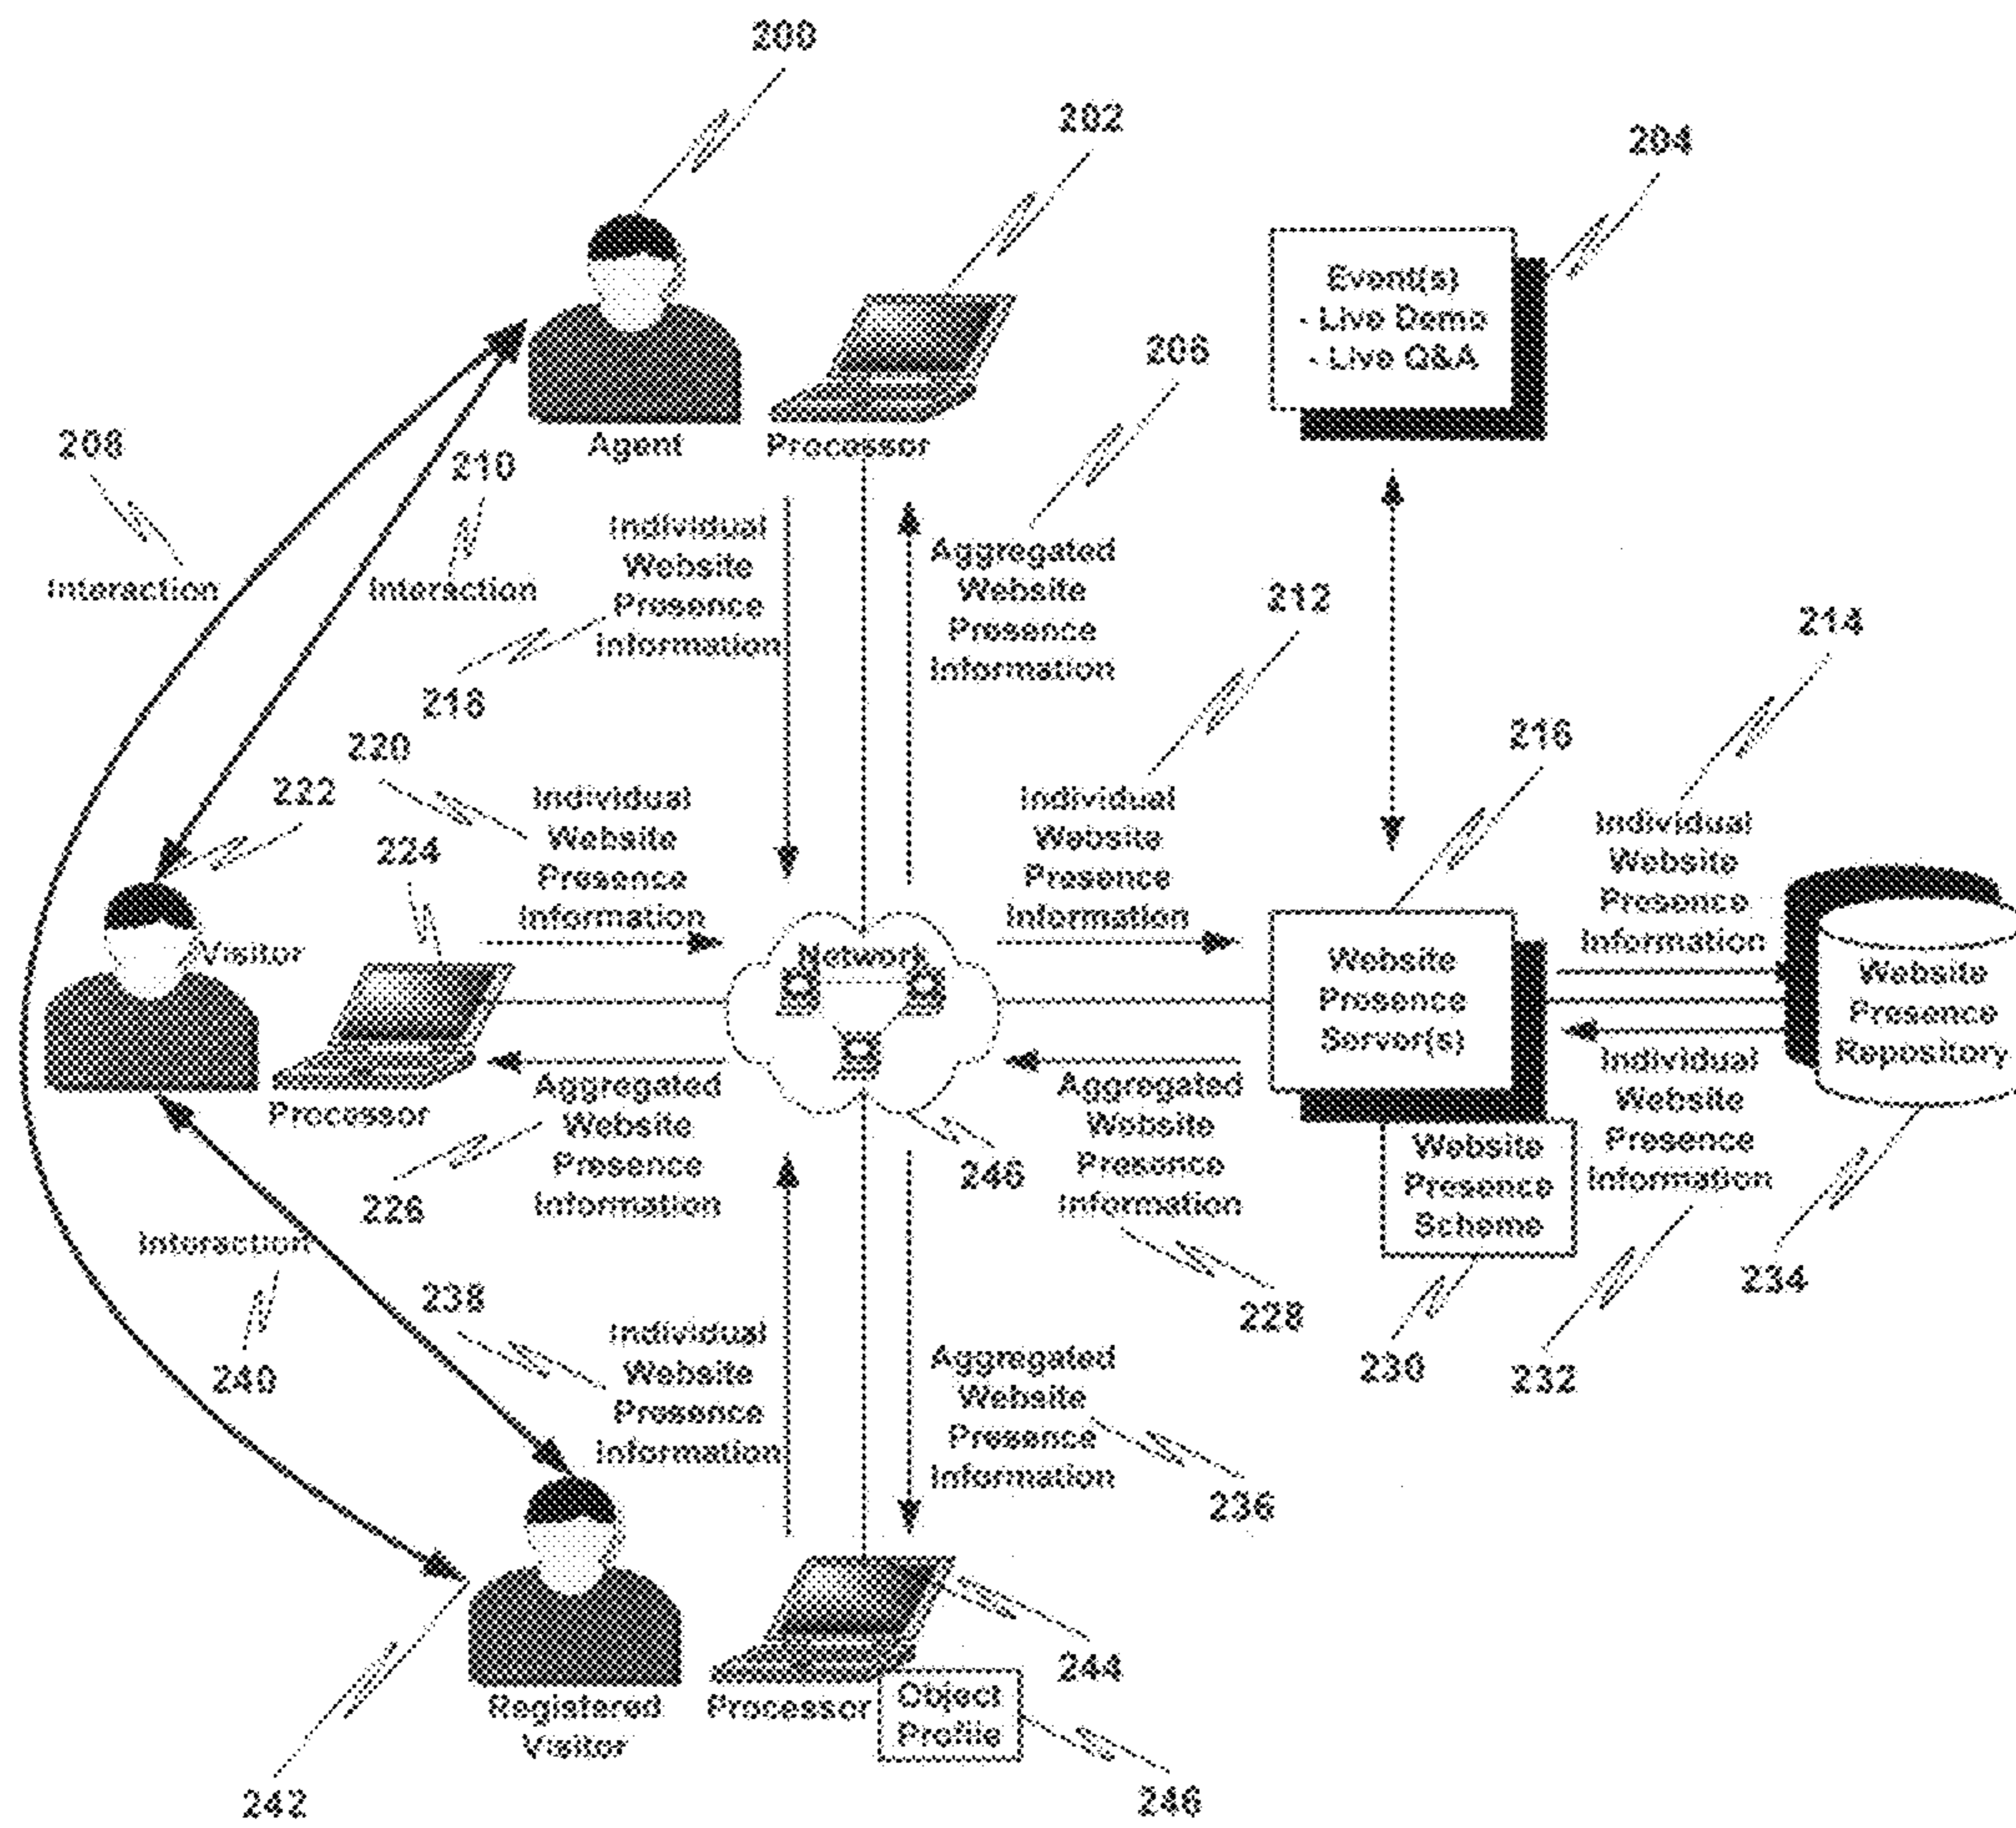 200
202
204
Event(s)
- Live Demo
- Live Q&A
206
208
Agent
Processor
210
Interaction
Interaction
Individual
Website
Presence
Information
Aggregated
Website
Presence
Information
212
214
218
216
220
222
224
Individual
Website
Presence
Information
Individual
Website
Presence
Information
Individual
Website
Presence
Information
Visitor
Network
Website
Presence
Server(s)
Website
Presence
Repository
Processor
Aggregated
Website
Presence
Information
Aggregated
Website
Presence
Information
Individual
Website
Presence
Information
Website
Presence
Scheme
226
246
228
230
232
234
Interaction
240
238
Individual
Website
Presence
Information
Aggregated
Website
Presence
Information
236
Registered
Visitor
Processor
Object
Profile
244
242
246